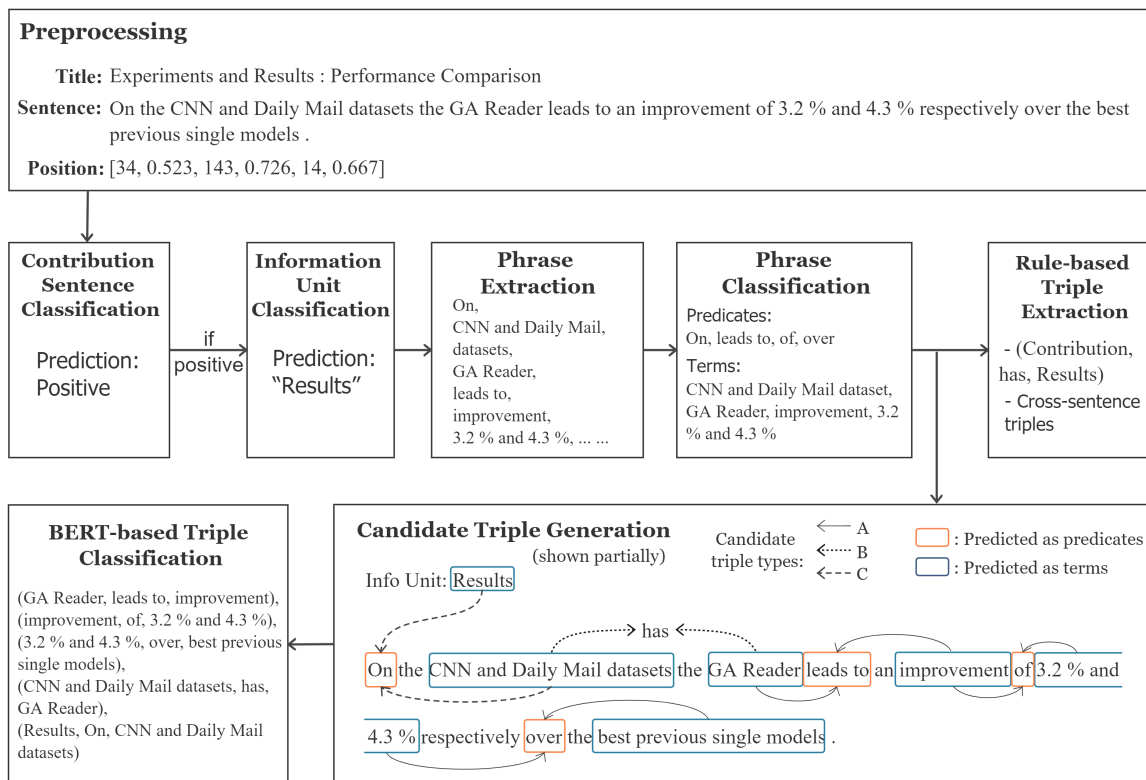 Preprocessing
Title: Experiments and Results : Performance Comparison
Sentence: On the CNN and Daily Mail datasets the GA Reader leads to an improvement of 3.2 % and 4.3 % respectively over the best
previous single models .
Position: [34, 0.523, 143, 0.726, 14, 0.667]
Contribution
Sentence
Classification
Prediction:
Positive
if
positive
Information
Unit
Classification
Prediction:
“Results”
Phrase
Extraction
On,
CNN and Daily Mail,
datasets,
GA Reader,
leads to,
improvement,
3.2 % and 4.3 %, ... ...
Phrase
Classification
Predicates:
On, leads to, of, over
Terms:
CNN and Daily Mail dataset,
GA Reader, improvement, 3.2
% and 4.3 %
Rule-based
Triple
Extraction
- (Contribution,
has, Results)
- Cross-sentence
triples
BERT-based Triple
Classification
(GA Reader, leads to, improvement),
(improvement, of, 3.2 % and 4.3 %),
(3.2 % and 4.3 %, over, best previous
single models),
(CNN and Daily Mail datasets, has,
GA Reader),
(Results, On, CNN and Daily Mail
datasets)
Candidate Triple Generation
(shown partially)
Candidate
triple types:
A
B
C
: Predicted as predicates
: Predicted as terms
Info Unit: Results
has
On the CNN and Daily Mail datasets the GA Reader leads to an improvement of 3.2 % and
4.3 % respectively over the best previous single models .